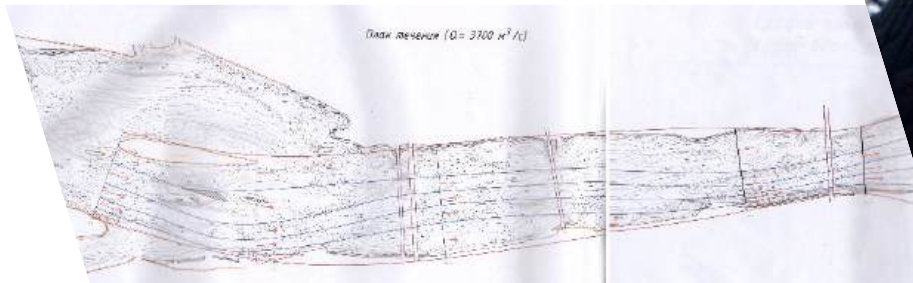 План течения (Q = 3700 м³/с)